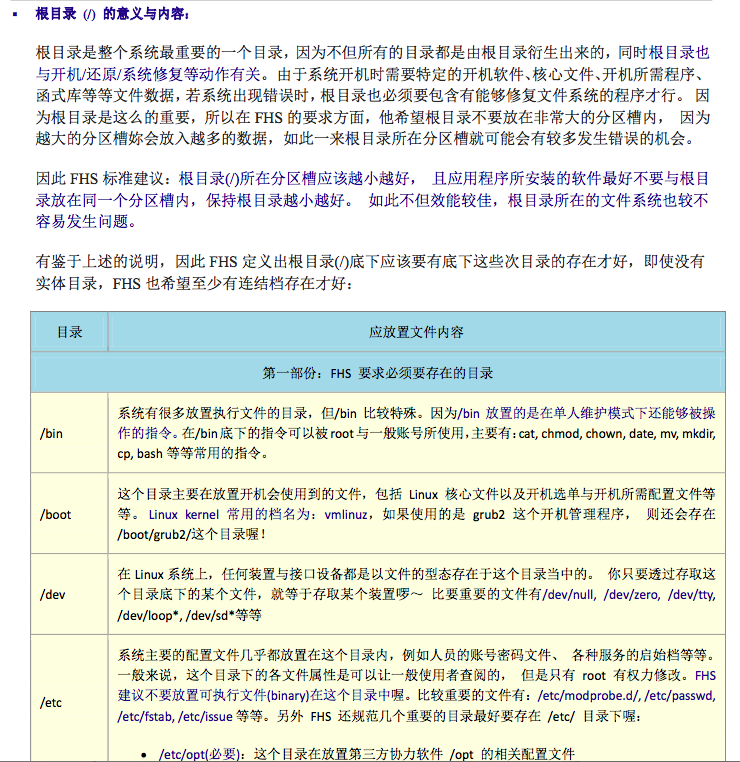 ▪ 根目录 (/) 的意义与内容：
根目录是整个系统最重要的一个目录，因为不但所有的目录都是由根目录衍生出来的，同时根目录也
与开机/还原/系统修复等动作有关。由于系统开机时需要特定的开机软件、核心文件、开机所需程序、
函式库等等文件数据，若系统出现错误时，根目录也必须要包含有能够修复文件系统的程序才行。 因
为根目录是这么的重要，所以在 FHS 的要求方面，他希望根目录不要放在非常大的分区槽内， 因为
越大的分区槽妳会放入越多的数据，如此一来根目录所在分区槽就可能会有较多发生错误的机会。
因此 FHS 标准建议：根目录(/)所在分区槽应该越小越好， 且应用程序所安装的软件最好不要与根目
录放在同一个分区槽内，保持根目录越小越好。 如此不但效能较佳，根目录所在的文件系统也较不
容易发生问题。
有鉴于上述的说明，因此 FHS 定义出根目录(/)底下应该要有底下这些次目录的存在才好，即使没有
实体目录，FHS 也希望至少有连结档存在才好：
目录 应放置文件内容
第一部份：FHS 要求必须要存在的目录
/bin
系统有很多放置执行文件的目录，但/bin 比较特殊。因为/bin 放置的是在单人维护模式下还能够被操
作的指令。在/bin底下的指令可以被root与一般账号所使用，主要有：cat, chmod, chown, date, mv, mkdir,
cp, bash 等等常用的指令。
/boot
这个目录主要在放置开机会使用到的文件，包括 Linux 核心文件以及开机选单与开机所需配置文件等
等。 Linux kernel 常用的档名为：vmlinuz，如果使用的是 grub2 这个开机管理程序， 则还会存在
/boot/grub2/这个目录喔！
/dev
在 Linux 系统上，任何装置与接口设备都是以文件的型态存在于这个目录当中的。 你只要透过存取这
个目录底下的某个文件，就等于存取某个装置啰～ 比要重要的文件有/dev/null, /dev/zero, /dev/tty,
/dev/loop*, /dev/sd*等等
/etc
系统主要的配置文件几乎都放置在这个目录内，例如人员的账号密码文件、 各种服务的启始档等等。
一般来说，这个目录下的各文件属性是可以让一般使用者查阅的， 但是只有 root 有权力修改。FHS
建议不要放置可执行文件(binary)在这个目录中喔。比较重要的文件有：/etc/modprobe.d/, /etc/passwd,
/etc/fstab, /etc/issue 等等。另外 FHS 还规范几个重要的目录最好要存在 /etc/ 目录下喔：
• /etc/opt(必要)：这个目录在放置第三方协力软件 /opt 的相关配置文件